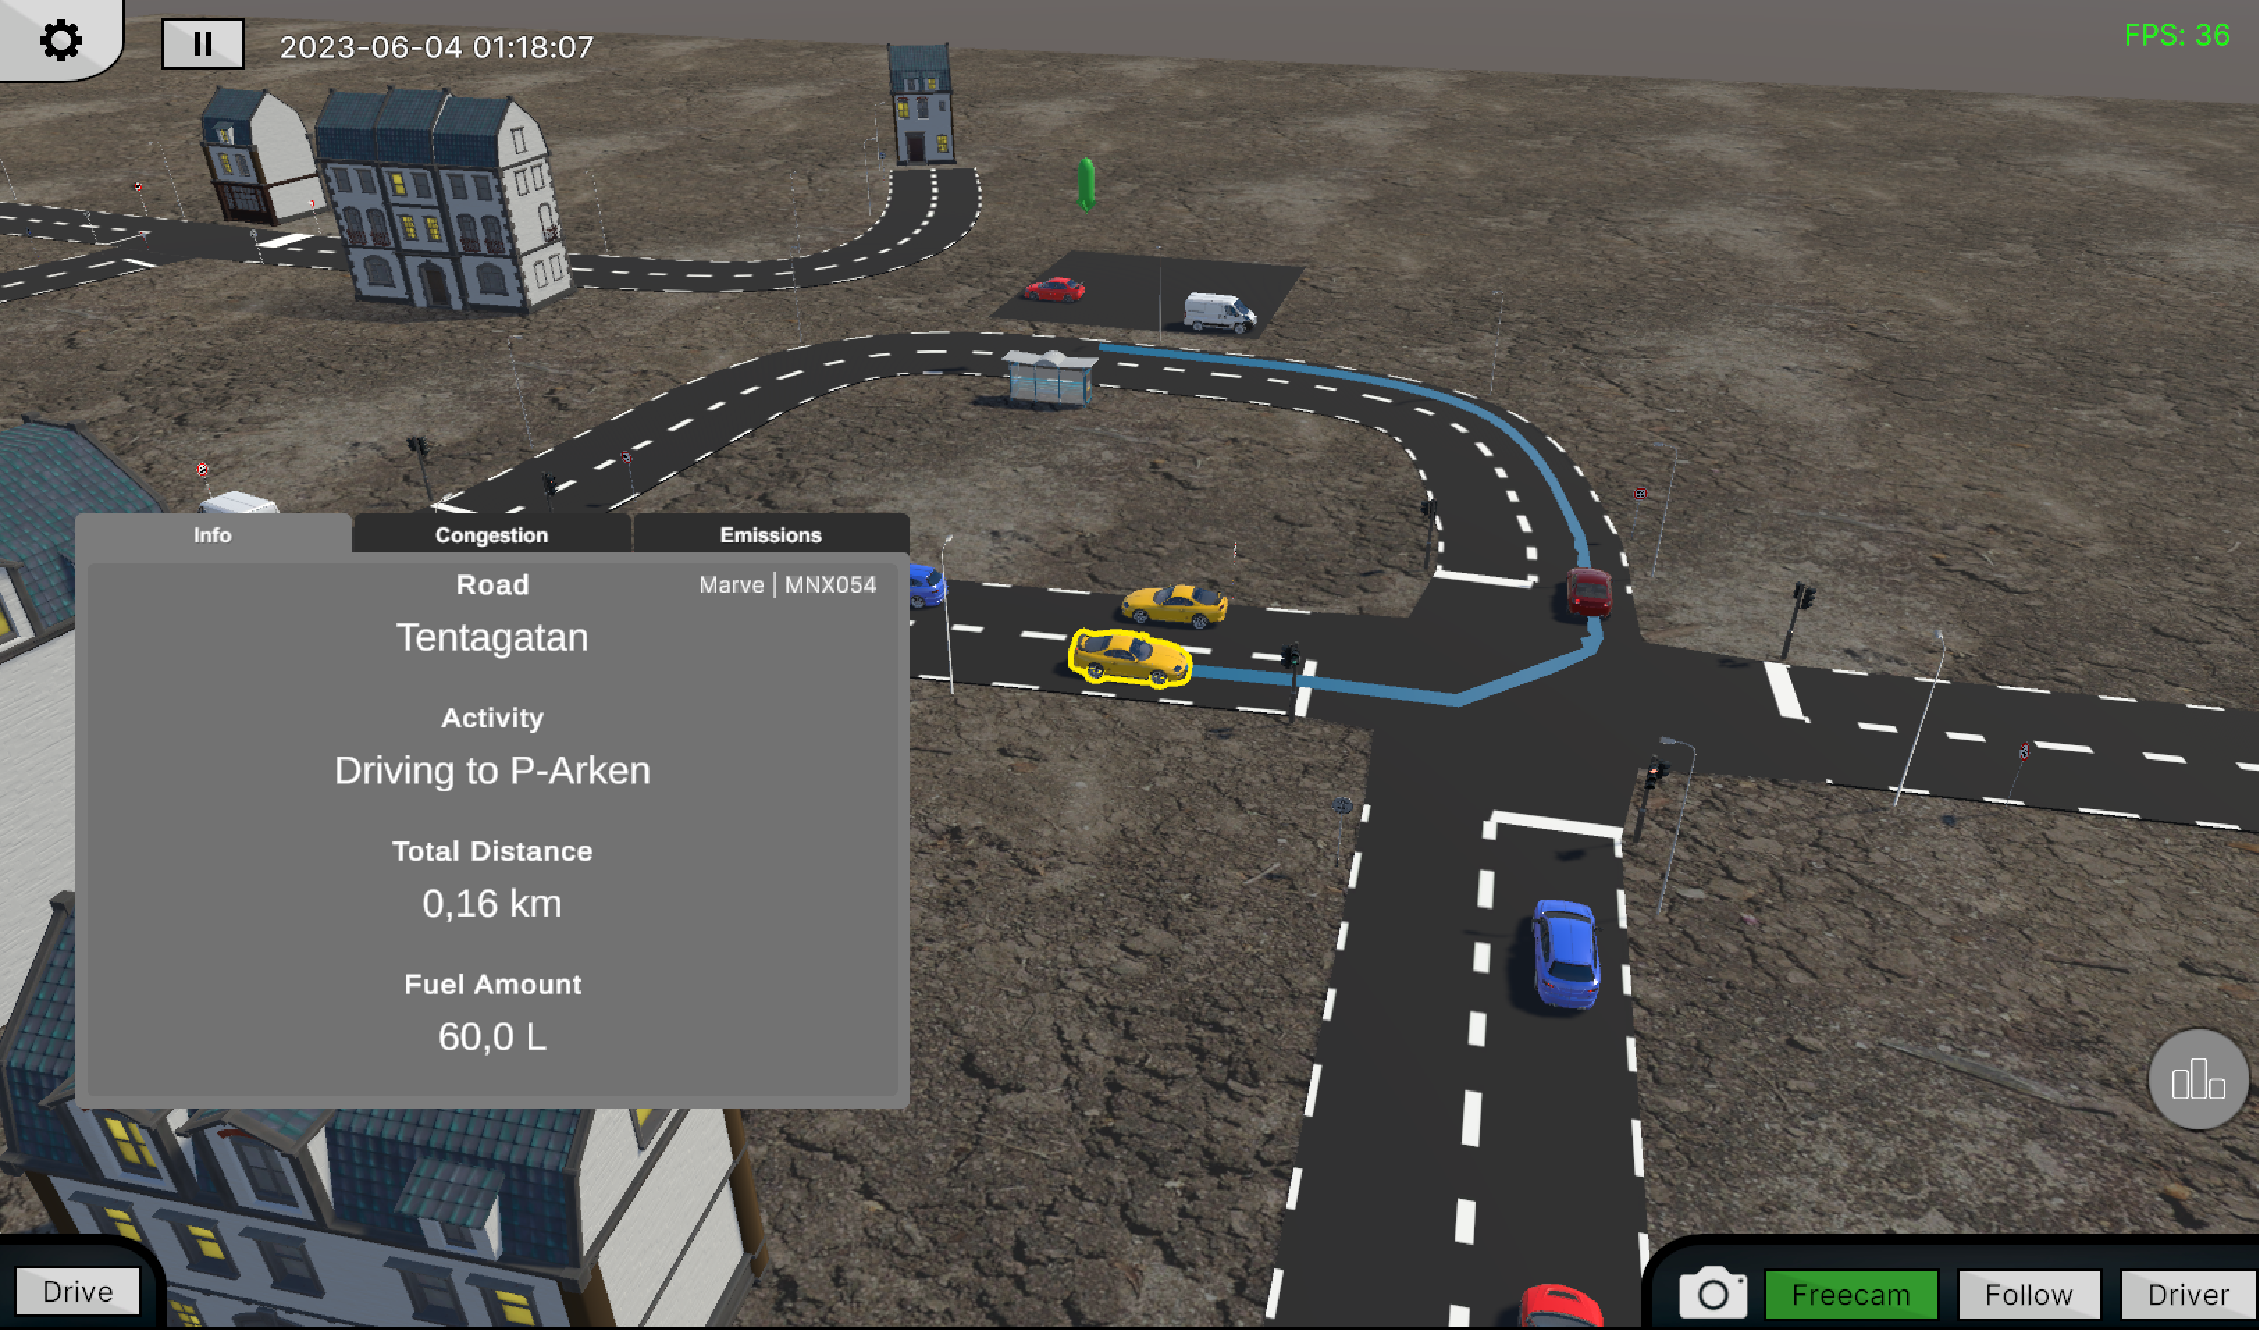 2023-06-04 01:18:07
FPS: 36
Info
Congestion
Emissions
Road
Marve | MNX054
Tentagatan
Activity
Driving to P-Arken
Total Distance
0,16 km
Fuel Amount
60,0 L
Drive
Freecam
Follow
Driver